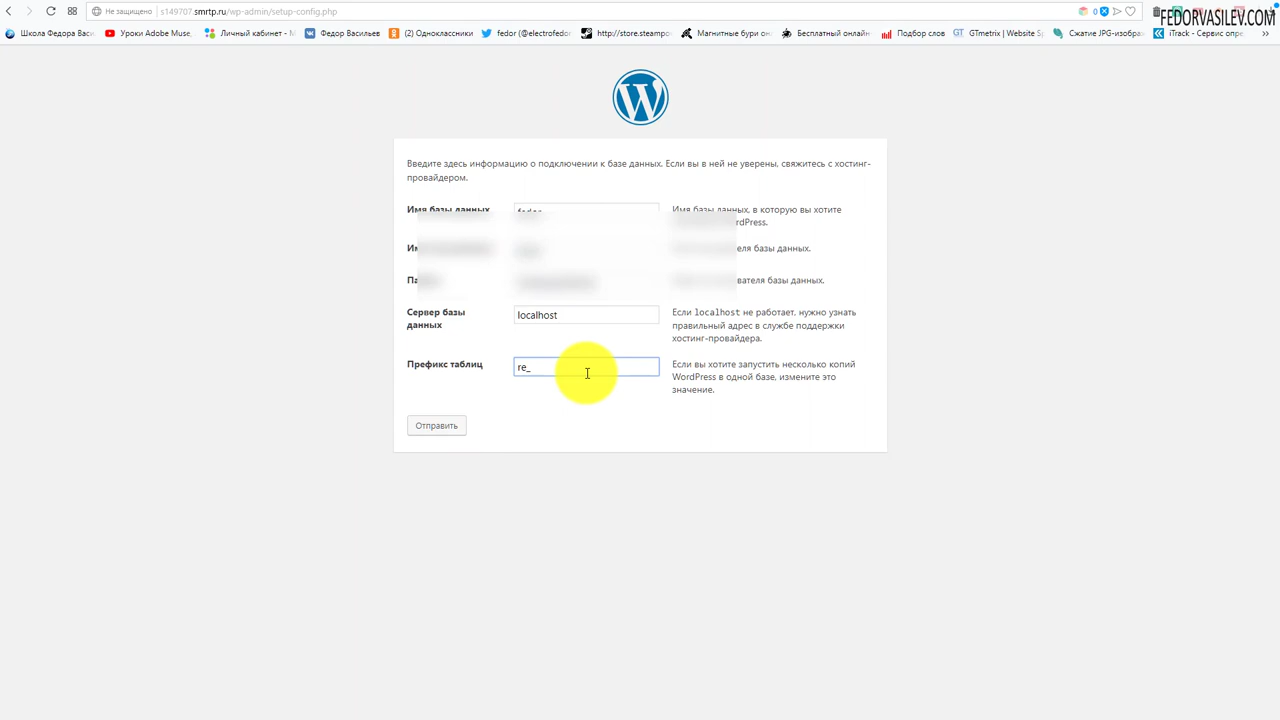 FEDORVASILEV.COM
Не защищено s149707.smrtp.ru/wp-admin/setup-config.php
0
Школа Федора Васи. Уроки Adobe Muse, Личный кабинет - М Федор Васильев (2) Одноклассники fedor (@electrofedor http://store.steampo Магнитные бури он Бесплатный онлайн Подбор слов GT GTmetrix | Website Sp Сжатие JPG-изображ iTrack - Сервис опре.
Введите здесь информацию о подключении к базе данных. Если вы в ней не уверены, свяжитесь с хостинг-
провайдером.
Имя базы данных
Имя базы данных, в которую вы хотите
базы данных.
базы данных.
Сервер базы
данных
localhost
Если localhost не работает, нужно узнать
правильный адрес в службе поддержки
хостинг-провайдера.
Префикс таблиц
re_
Если вы хотите запустить несколько копий
WordPress в одной базе, измените это
значение.
Отправить